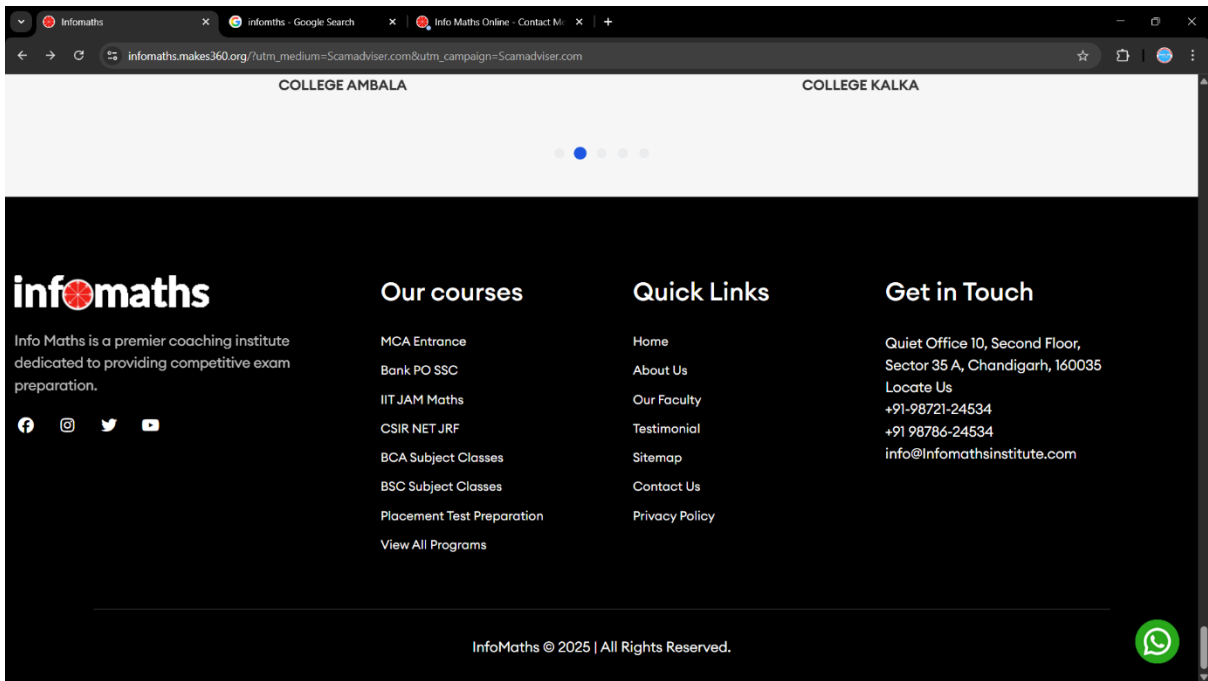 Infomaths
infomths - Google Search
Info Maths Online - Contact Me
infomaths.makes360.org/?utm_medium=Scamadviser.com&utm_campaign=Scamadviser.com
COLLEGE AMBALA
COLLEGE KALKA
infomaths
Info Maths is a premier coaching institute
dedicated to providing competitive exam
preparation.
Our courses
MCA Entrance
Bank PO SSC
IIT JAM Maths
CSIR NET JRF
BCA Subject Classes
BSC Subject Classes
Placement Test Preparation
View All Programs
Quick Links
Home
About Us
Our Faculty
Testimonial
Sitemap
Contact Us
Privacy Policy
Get in Touch
Quiet Office 10, Second Floor,
Sector 35 A, Chandigarh, 160035
Locate Us
+91-98721-24534
+91 98786-24534
info@Infomathsinstitute.com
InfoMaths © 2025 | All Rights Reserved.